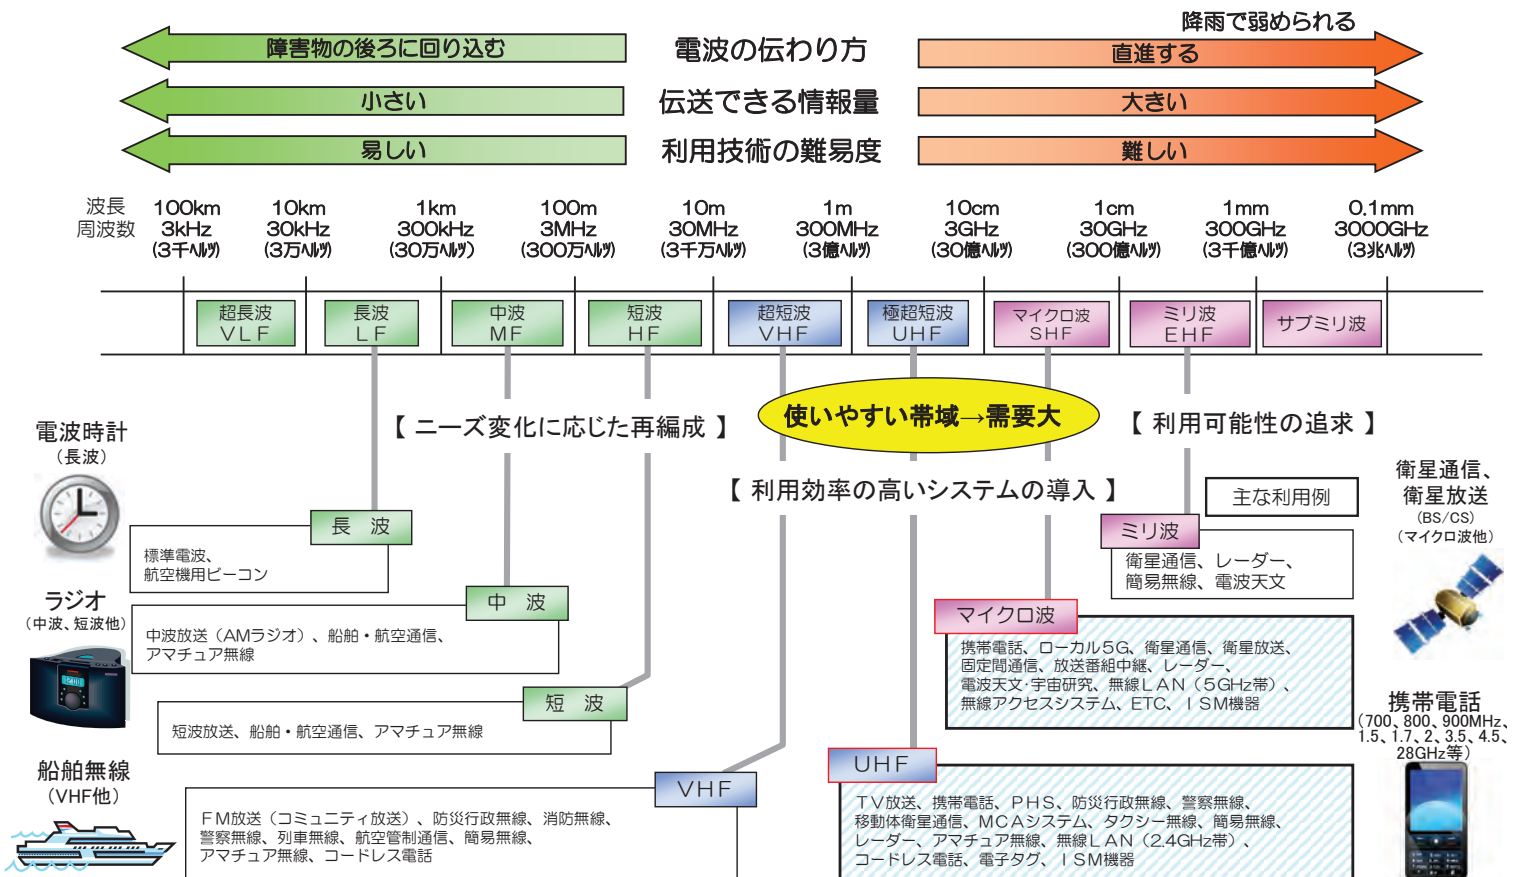 降雨で弱められる
障害物の後ろに回り込む 電波の伝わり方 直進する
小さい 伝送できる情報量 大きい
易しい 利用技術の難易度 難しい
波長 100km 10km 1km 100m 10m 1m 10cm 1cm 1mm 0.1mm
周波数 3kHz 30kHz 300kHz 3MHz 30MHz 300MHz 3GHz 30GHz 300GHz 3000GHz
(3千ヘルツ) (3万ヘルツ) (30万ヘルツ) (300万ヘルツ) (3千万ヘルツ) (3億ヘルツ) (30億ヘルツ) (300億ヘルツ) (3千億ヘルツ) (3兆ヘルツ)
超長波 長波 中波 短波 超短波 極超短波 マイクロ波 ミリ波 サブミリ波
VLF LF MF HF VHF UHF SHF EHF
使いやすい帯域→需要大
【 ニーズ変化に応じた再編成 】
【 利用可能性の追求 】
【 利用効率の高いシステムの導入 】
主な利用例
電波時計
(長波)
長 波
標準電波、
航空機用ビーコン
ラジオ
(中波、短波他)
中 波
中波放送(AMラジオ)、船舶・航空通信、
アマチュア無線
短 波
短波放送、船舶・航空通信、アマチュア無線
船舶無線
(VHF他)
VHF
FM放送(コミュニティ放送)、防災行政無線、消防無線、
警察無線、列車無線、航空管制通信、簡易無線、
アマチュア無線、コードレス電話
ミリ波
衛星通信、レーダー、
簡易無線、電波天文
衛星通信、
衛星放送
(BS/CS)
(マイクロ波他)
マイクロ波
携帯電話、ローカル5G、衛星通信、衛星放送、
固定間通信、放送番組中継、レーダー、
電波天文・宇宙研究、無線LAN(5GHz帯)、
無線アクセスシステム、ETC、ISM機器
携帯電話
(700、800、900MHz、
1.5、1.7、2、3.5、4.5、
28GHz等)
UHF
TV放送、携帯電話、PHS、防災行政無線、警察無線、
移動体衛星通信、MCAシステム、タクシー無線、簡易無線、
レーダー、アマチュア無線、無線LAN(2.4GHz帯)、
コードレス電話、電子タグ、ISM機器